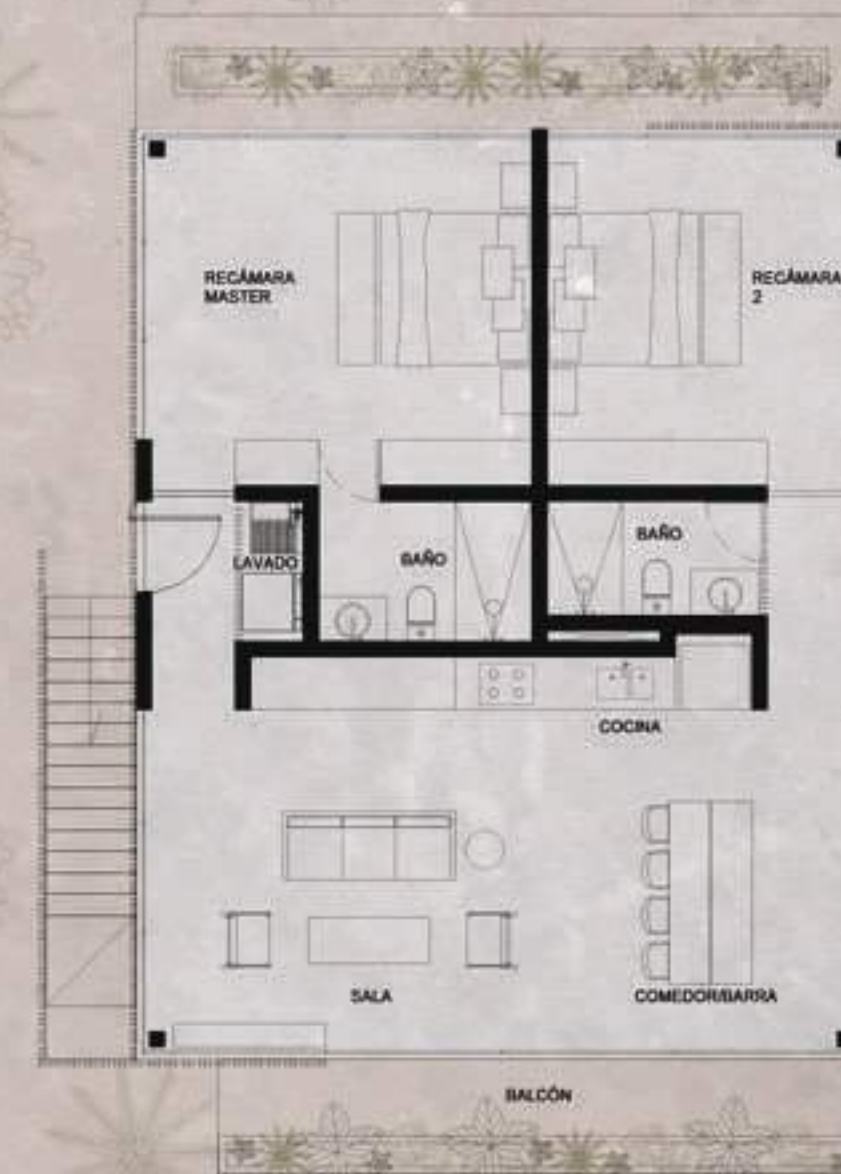 RECÁMARA
MASTER
RECÁMARA
2
LAVADO
BAÑO
BAÑO
COCINA
SALA
COMEDOR/BARRA
BALCÓN